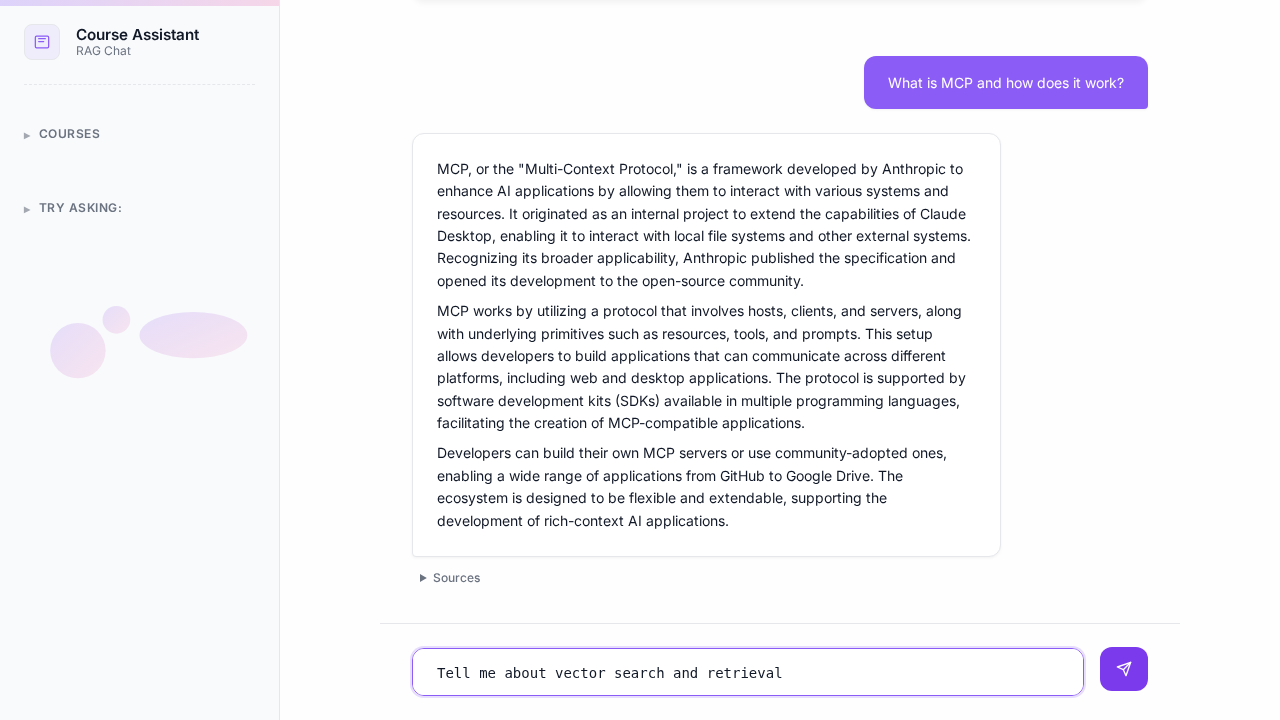 Course Assistant
RAG Chat
▶ COURSES
▶ TRY ASKING:
What is MCP and how does it work?
MCP, or the "Multi-Context Protocol," is a framework developed by Anthropic to
enhance AI applications by allowing them to interact with various systems and
resources. It originated as an internal project to extend the capabilities of Claude
Desktop, enabling it to interact with local file systems and other external systems.
Recognizing its broader applicability, Anthropic published the specification and
opened its development to the open-source community.
MCP works by utilizing a protocol that involves hosts, clients, and servers, along
with underlying primitives such as resources, tools, and prompts. This setup
allows developers to build applications that can communicate across different
platforms, including web and desktop applications. The protocol is supported by
software development kits (SDKs) available in multiple programming languages,
facilitating the creation of MCP-compatible applications.
Developers can build their own MCP servers or use community-adopted ones,
enabling a wide range of applications from GitHub to Google Drive. The
ecosystem is designed to be flexible and extendable, supporting the
development of rich-context AI applications.
▶ Sources
Tell me about vector search and retrieval